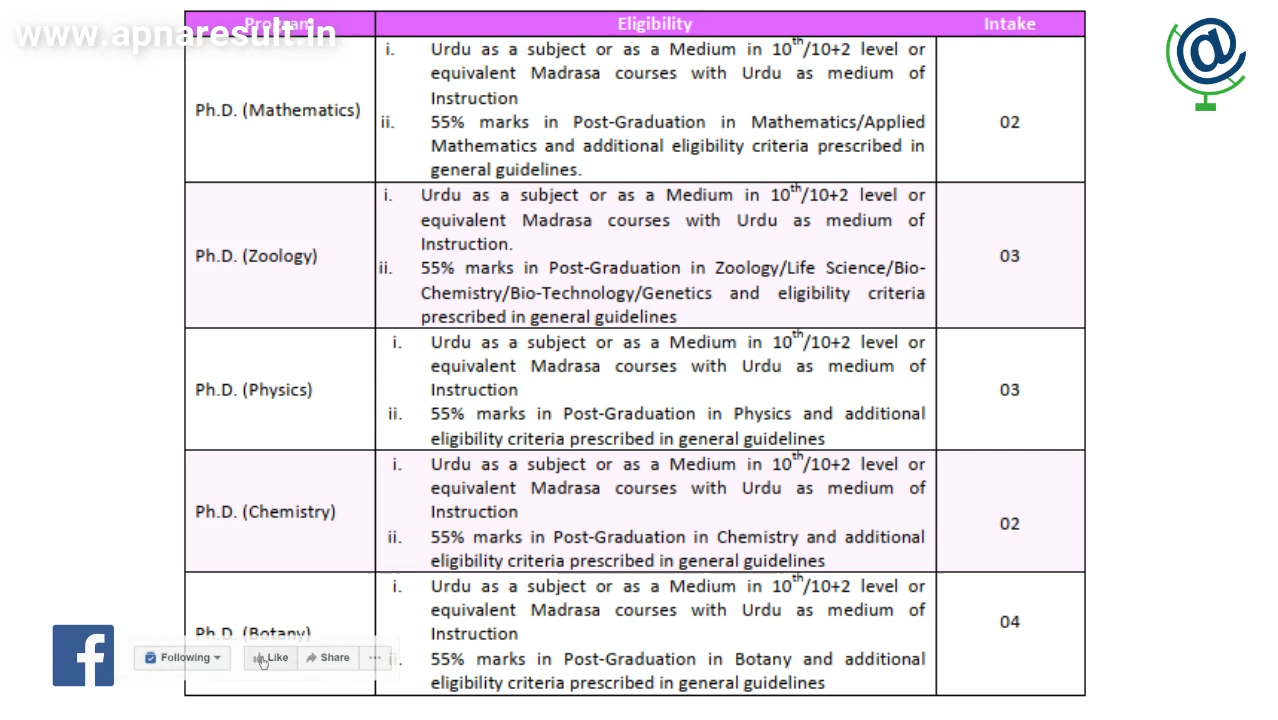 Program Eligibility Intake
www.apnaresult.in
i. Urdu as a subject or as a Medium in 10th/10+2 level or
equivalent Madrasa courses with Urdu as medium of
Instruction
Ph.D. (Mathematics)
ii. 55% marks in Post-Graduation in Mathematics/Applied
Mathematics and additional eligibility criteria prescribed in
general guidelines.
02
i. Urdu as a subject or as a Medium in 10th/10+2 level or
equivalent Madrasa courses with Urdu as medium of
Instruction.
Ph.D. (Zoology)
ii. 55% marks in Post-Graduation in Zoology/Life Science/Bio-
Chemistry/Bio-Technology/Genetics and eligibility criteria
prescribed in general guidelines
03
i. Urdu as a subject or as a Medium in 10th/10+2 level or
equivalent Madrasa courses with Urdu as medium of
Instruction
Ph.D. (Physics)
ii. 55% marks in Post-Graduation in Physics and additional
eligibility criteria prescribed in general guidelines
03
i. Urdu as a subject or as a Medium in 10th/10+2 level or
equivalent Madrasa courses with Urdu as medium of
Instruction
Ph.D. (Chemistry)
ii. 55% marks in Post-Graduation in Chemistry and additional
eligibility criteria prescribed in general guidelines
02
i. Urdu as a subject or as a Medium in 10th/10+2 level or
equivalent Madrasa courses with Urdu as medium of
Instruction
Ph.D. (Botany)
ii. 55% marks in Post-Graduation in Botany and additional
eligibility criteria prescribed in general guidelines
04
f
Following Like Share ...